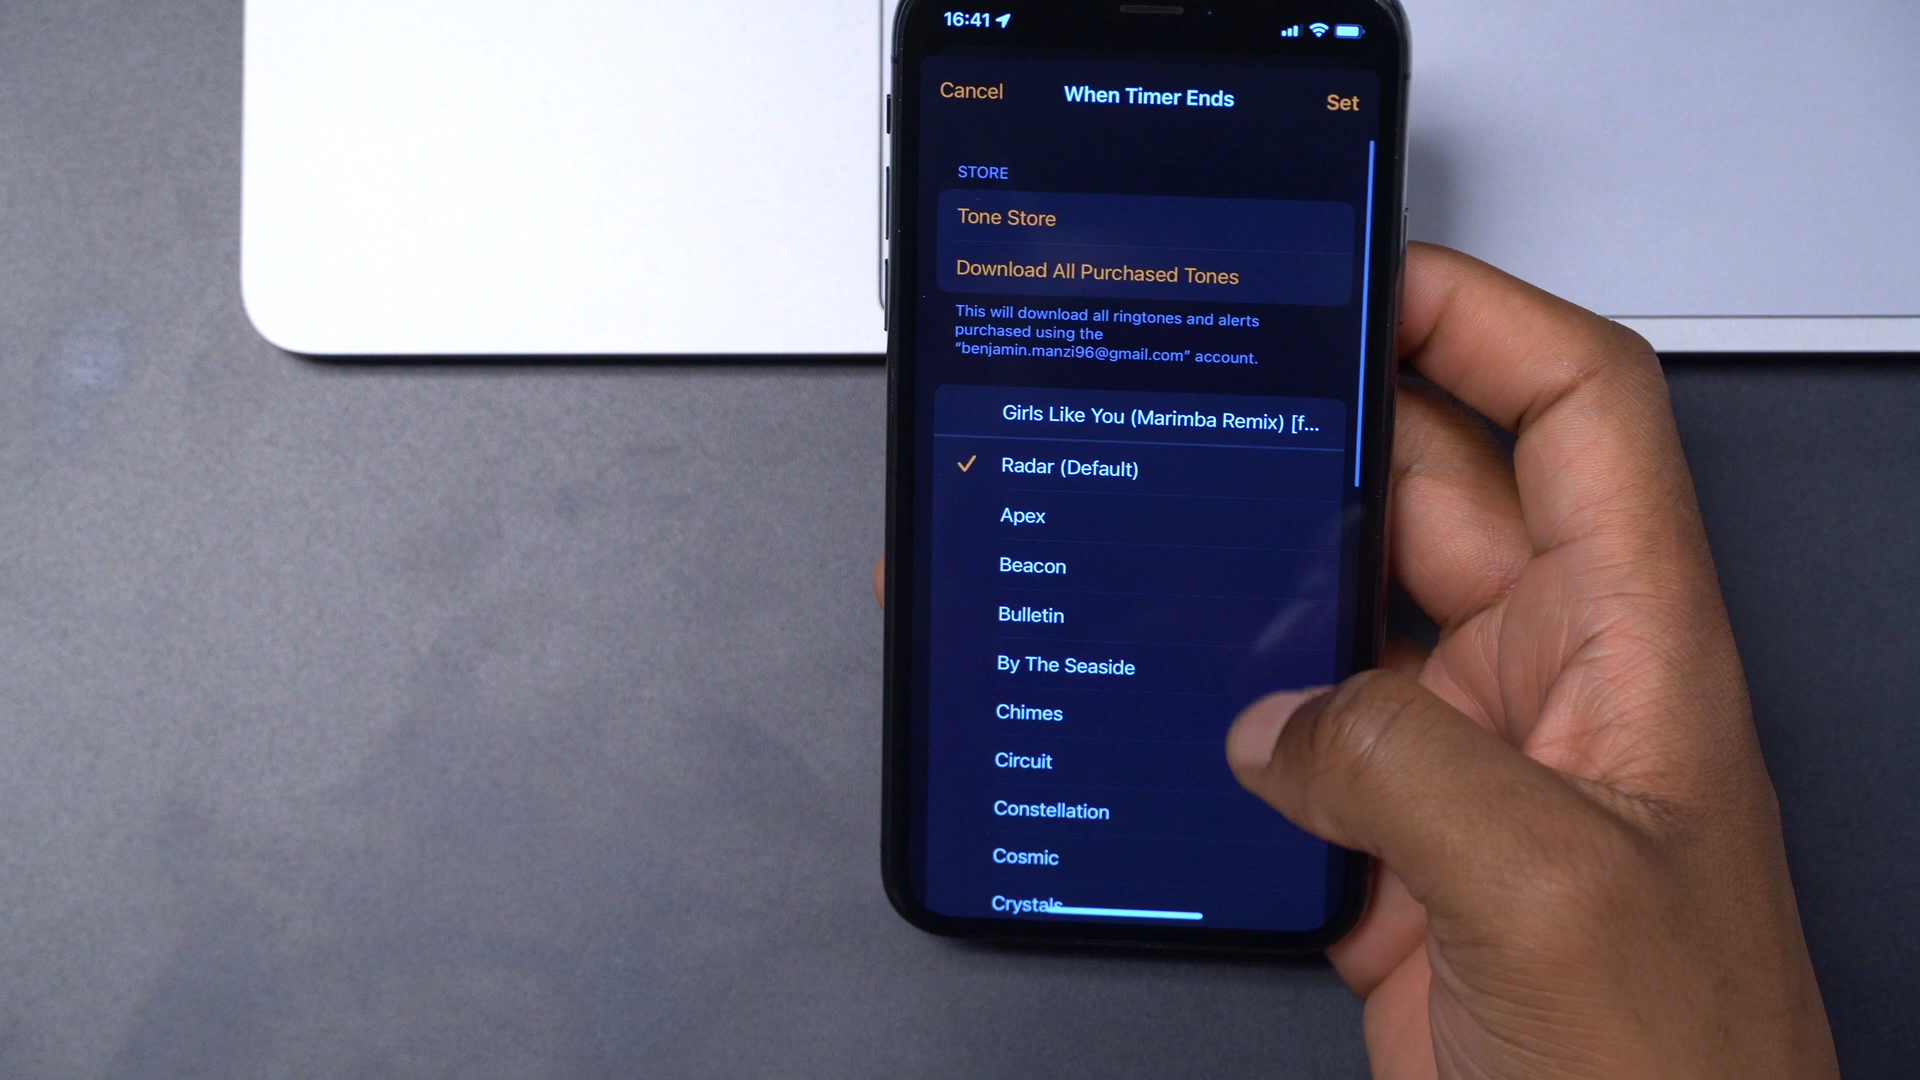 16:41
Cancel When Timer Ends Set
STORE
Tone Store
Download All Purchased Tones
This will download all ringtones and alerts
purchased using the
“benjamin.manzi96@gmail.com” account.
Girls Like You (Marimba Remix) [f...
Radar (Default)
Apex
Beacon
Bulletin
By The Seaside
Chimes
Circuit
Constellation
Cosmic
Crystals